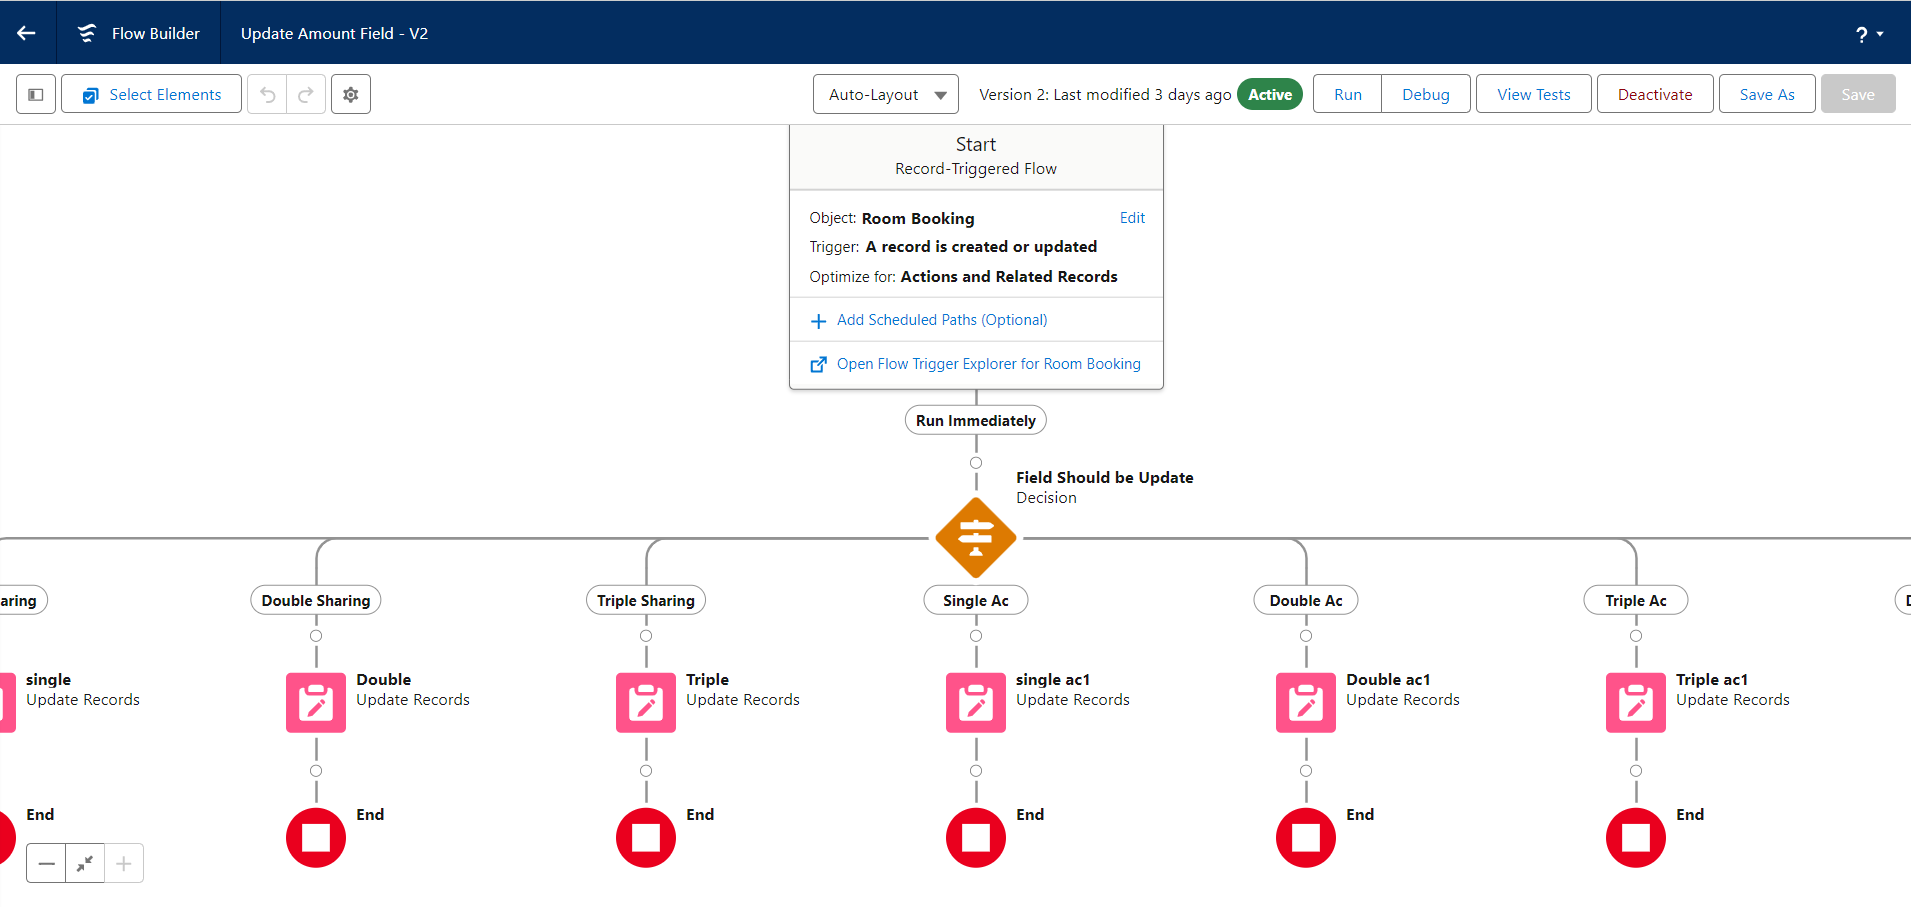 Flow Builder
Update Amount Field - V2
?
Select Elements
Auto-Layout
Version 2: Last modified 3 days ago
Active
Run
Debug
View Tests
Deactivate
Save As
Save
Start
Record-Triggered Flow
Object: Room Booking
Edit
Trigger: A record is created or updated
Optimize for: Actions and Related Records
Add Scheduled Paths (Optional)
Open Flow Trigger Explorer for Room Booking
Run Immediately
Field Should be Update
Decision
aring
Double Sharing
Triple Sharing
Single Ac
Double Ac
Triple Ac
single
Update Records
Double
Update Records
Triple
Update Records
single ac1
Update Records
Double ac1
Update Records
Triple ac1
Update Records
End
End
End
End
End
End